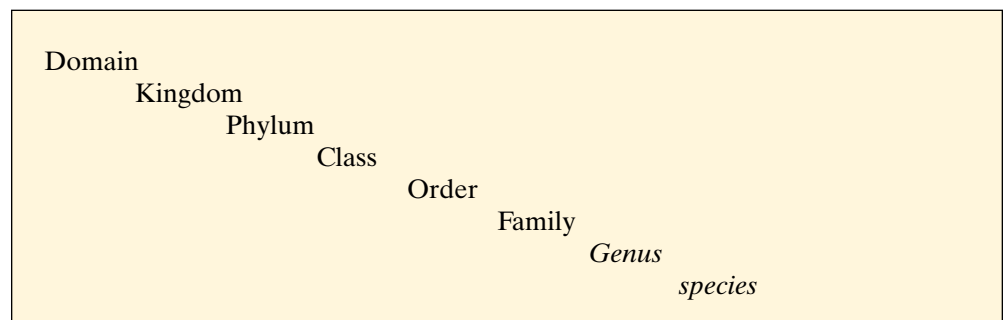 Domain
Kingdom
Phylum
Class
Order
Family
Genus
species